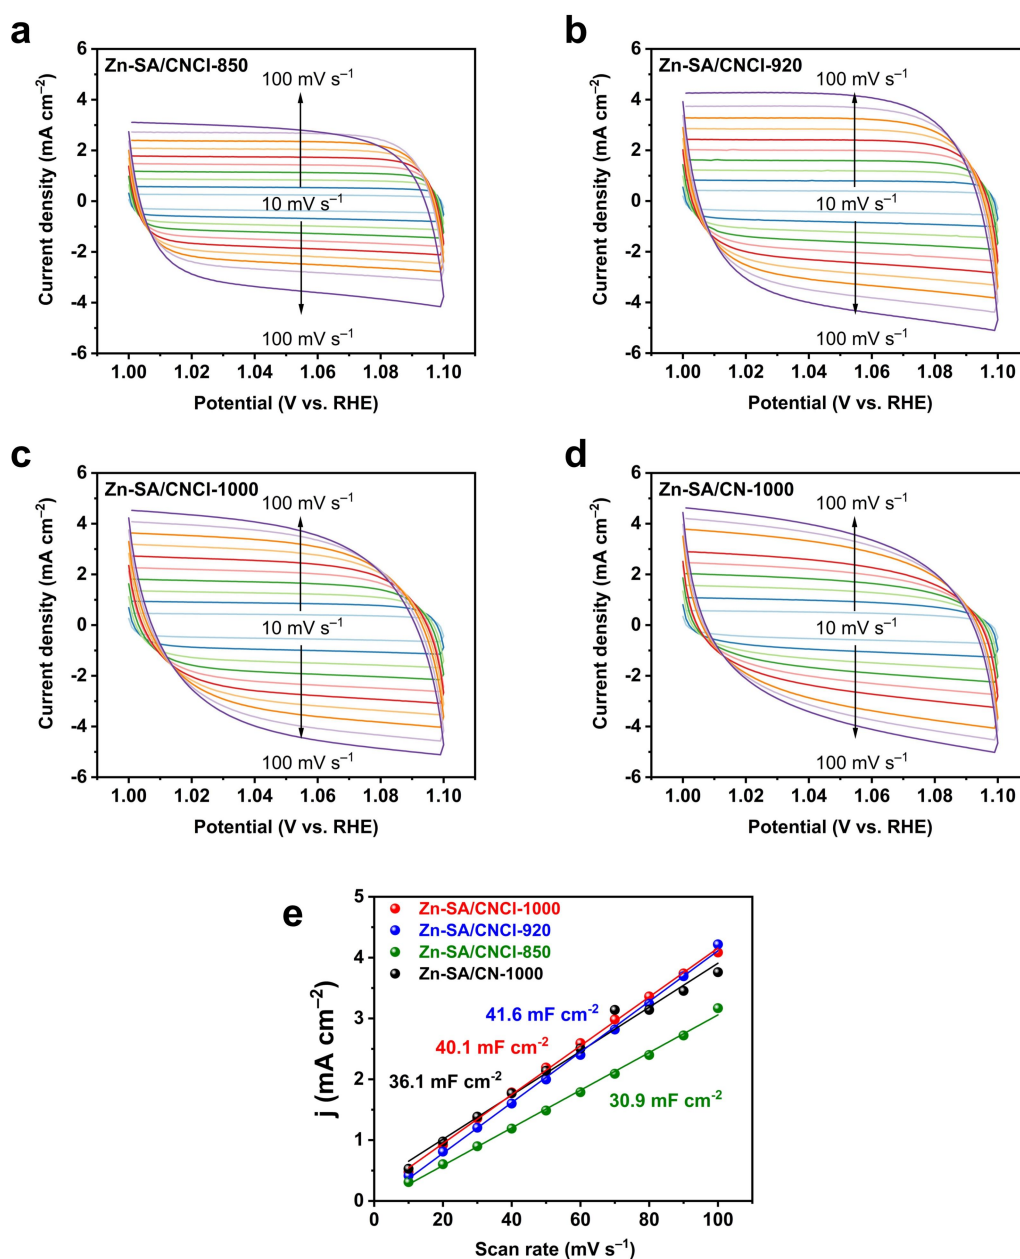 a
Zn-SA/CNCl-850
100 mV s⁻¹
10 mV s⁻¹
100 mV s⁻¹
6
4
2
0
-2
-4
-6
1.00 1.02 1.04 1.06 1.08 1.10
Current density (mA cm⁻²)
Potential (V vs. RHE)
b
Zn-SA/CNCl-920
100 mV s⁻¹
10 mV s⁻¹
100 mV s⁻¹
6
4
2
0
-2
-4
-6
1.00 1.02 1.04 1.06 1.08 1.10
Current density (mA cm⁻²)
Potential (V vs. RHE)
c
Zn-SA/CNCl-1000
100 mV s⁻¹
10 mV s⁻¹
100 mV s⁻¹
6
4
2
0
-2
-4
-6
1.00 1.02 1.04 1.06 1.08 1.10
Current density (mA cm⁻²)
Potential (V vs. RHE)
d
Zn-SA/CN-1000
100 mV s⁻¹
10 mV s⁻¹
100 mV s⁻¹
6
4
2
0
-2
-4
-6
1.00 1.02 1.04 1.06 1.08 1.10
Current density (mA cm⁻²)
Potential (V vs. RHE)
e
Zn-SA/CNCl-1000
Zn-SA/CNCl-920
Zn-SA/CNCl-850
Zn-SA/CN-1000
41.6 mF cm⁻²
40.1 mF cm⁻²
36.1 mF cm⁻²
30.9 mF cm⁻²
5
4
3
2
1
0
0 20 40 60 80 100
j (mA cm⁻²)
Scan rate (mV s⁻¹)